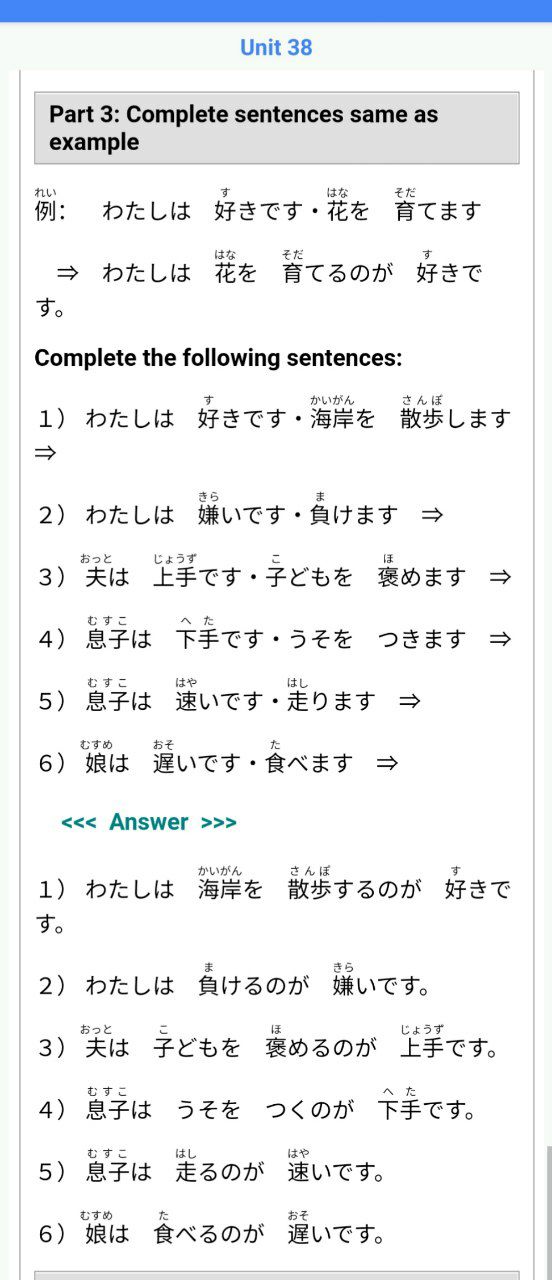 Unit 38
Part 3: Complete sentences same as
example
れい す はな そだ
例： わたしは 好きです・花を 育てます
はな そだ す
⇒ わたしは 花を 育てるのが 好きで
す。
Complete the following sentences:
す かいがん さんぽ
１） わたしは 好きです・海岸を 散歩します
⇒
きら ま
２） わたしは 嫌いです・負けます ⇒
おっと じょうず こ ほ
３） 夫は 上手です・子どもを 褒めます ⇒
むすこ へた
４） 息子は 下手です・うそを つきます ⇒
むすこ はや はし
５） 息子は 速いです・走ります ⇒
むすめ おそ た
６） 娘は 遅いです・食べます ⇒
<<< Answer >>>
かいがん さんぽ す
１） わたしは 海岸を 散歩するのが 好きで
す。
ま きら
２） わたしは 負けるのが 嫌いです。
おっと こ ほ じょうず
３） 夫は 子どもを 褒めるのが 上手です。
むすこ へた
４） 息子は うそを つくのが 下手です。
むすこ はし はや
５） 息子は 走るのが 速いです。
むすめ た おそ
６） 娘は 食べるのが 遅いです。